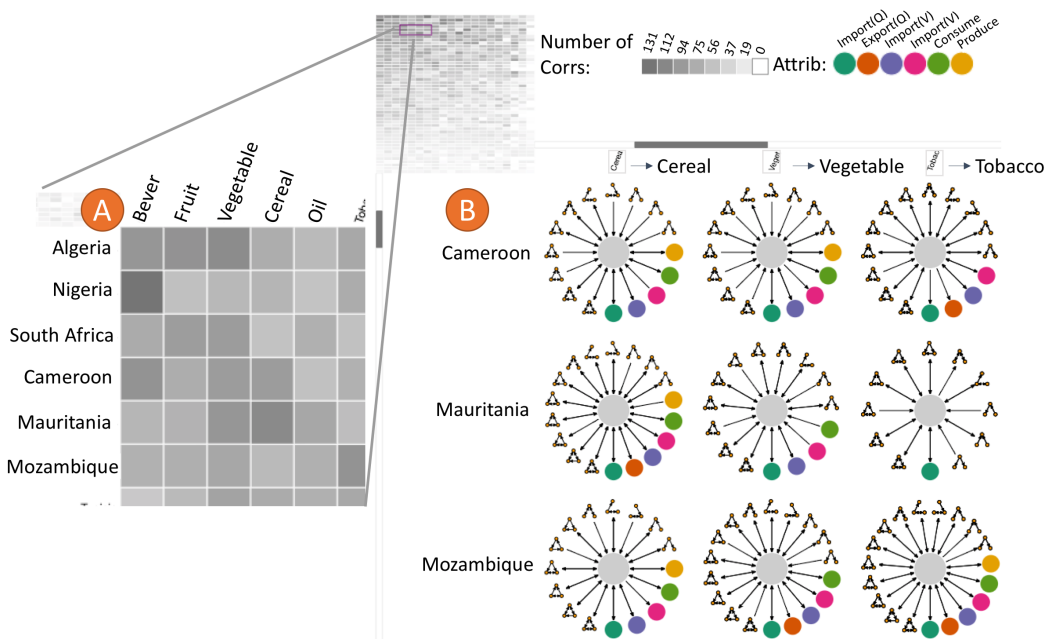 Number of
Corrs:
131
112
94
75
56
37
19
0
Attrib:
Import(Q)
Export(Q)
Import(V)
Import(V)
Consume
Produce
A
Bever
Fruit
Vegetable
Cereal
Oil
Toba
Algeria
Nigeria
South Africa
Cameroon
Mauritania
Mozambique
B
Cerea
Cereal
Veget
Vegetable
Tobac
Tobacco
Cameroon
Mauritania
Mozambique